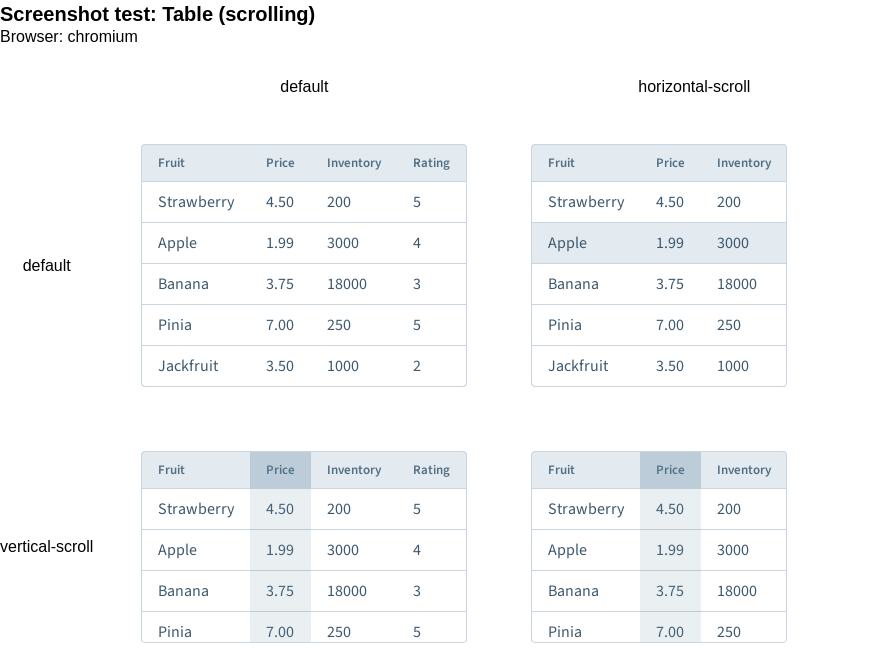 Screenshot test: Table (scrolling)
Browser: chromium
default horizontal-scroll
default
Fruit Price Inventory Rating
Strawberry 4.50 200 5
Apple 1.99 3000 4
Banana 3.75 18000 3
Pinia 7.00 250 5
Jackfruit 3.50 1000 2
Fruit Price Inventory
Strawberry 4.50 200
Apple 1.99 3000
Banana 3.75 18000
Pinia 7.00 250
Jackfruit 3.50 1000
vertical-scroll
Fruit Price Inventory Rating
Strawberry 4.50 200 5
Apple 1.99 3000 4
Banana 3.75 18000 3
Pinia 7.00 250 5
Fruit Price Inventory
Strawberry 4.50 200
Apple 1.99 3000
Banana 3.75 18000
Pinia 7.00 250